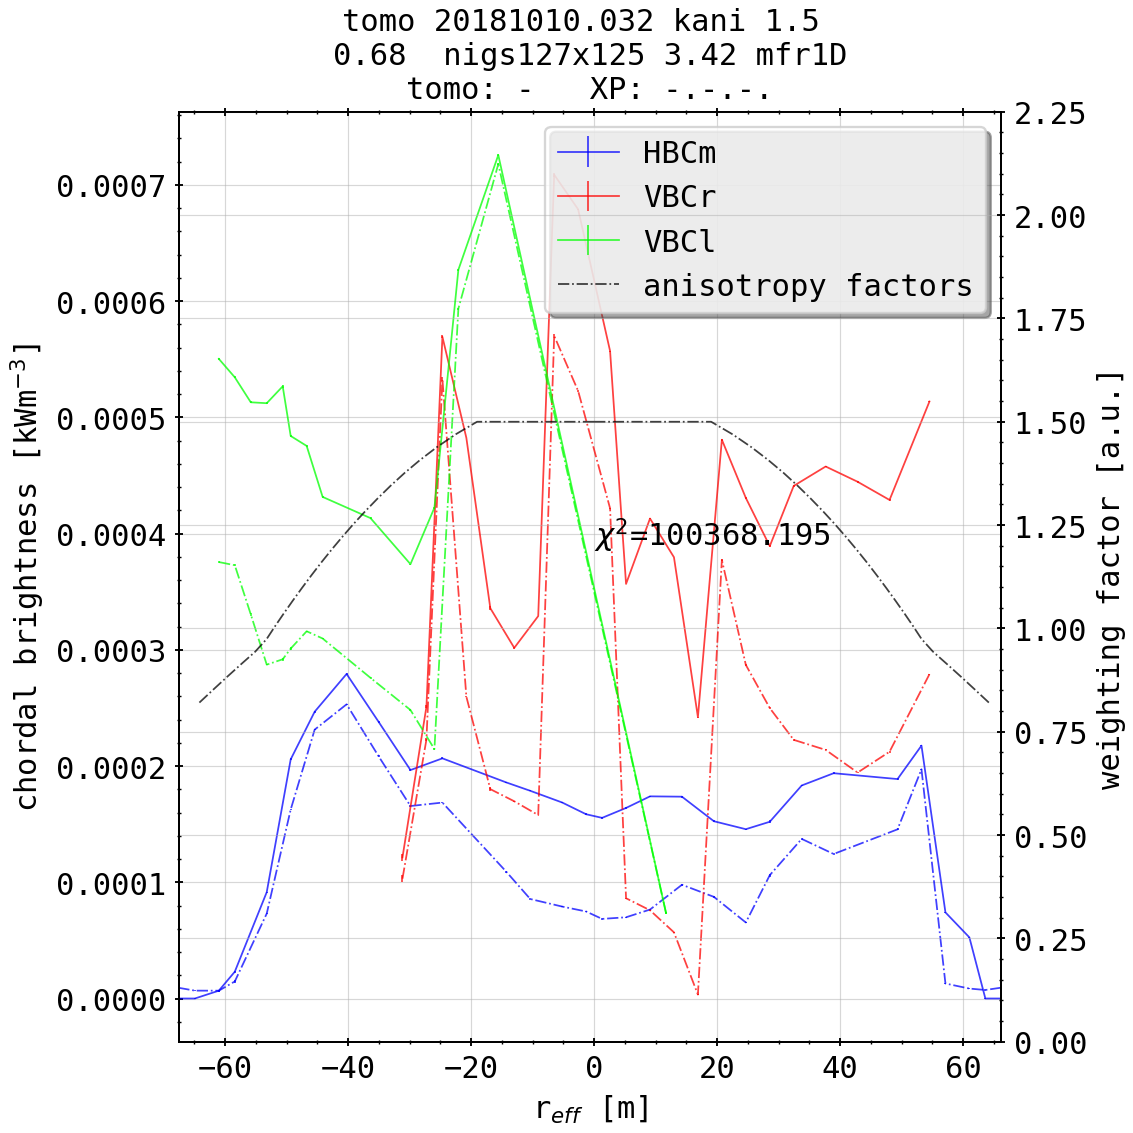 tomo 20181010.032 kani 1.5
0.68  nigs127x125 3.42 mfr1D
tomo: -   XP: -.-.-.
HBCm
VBCr
VBCl
anisotropy factors
χ²=100368.195
chordal brightness [kWm⁻³]
0.0007
0.0006
0.0005
0.0004
0.0003
0.0002
0.0001
0.0000
2.25
2.00
1.75
1.50
1.25
1.00
0.75
0.50
0.25
0.00
weighting factor [a.u.]
−60 −40 −20 0 20 40 60
r_eff [m]